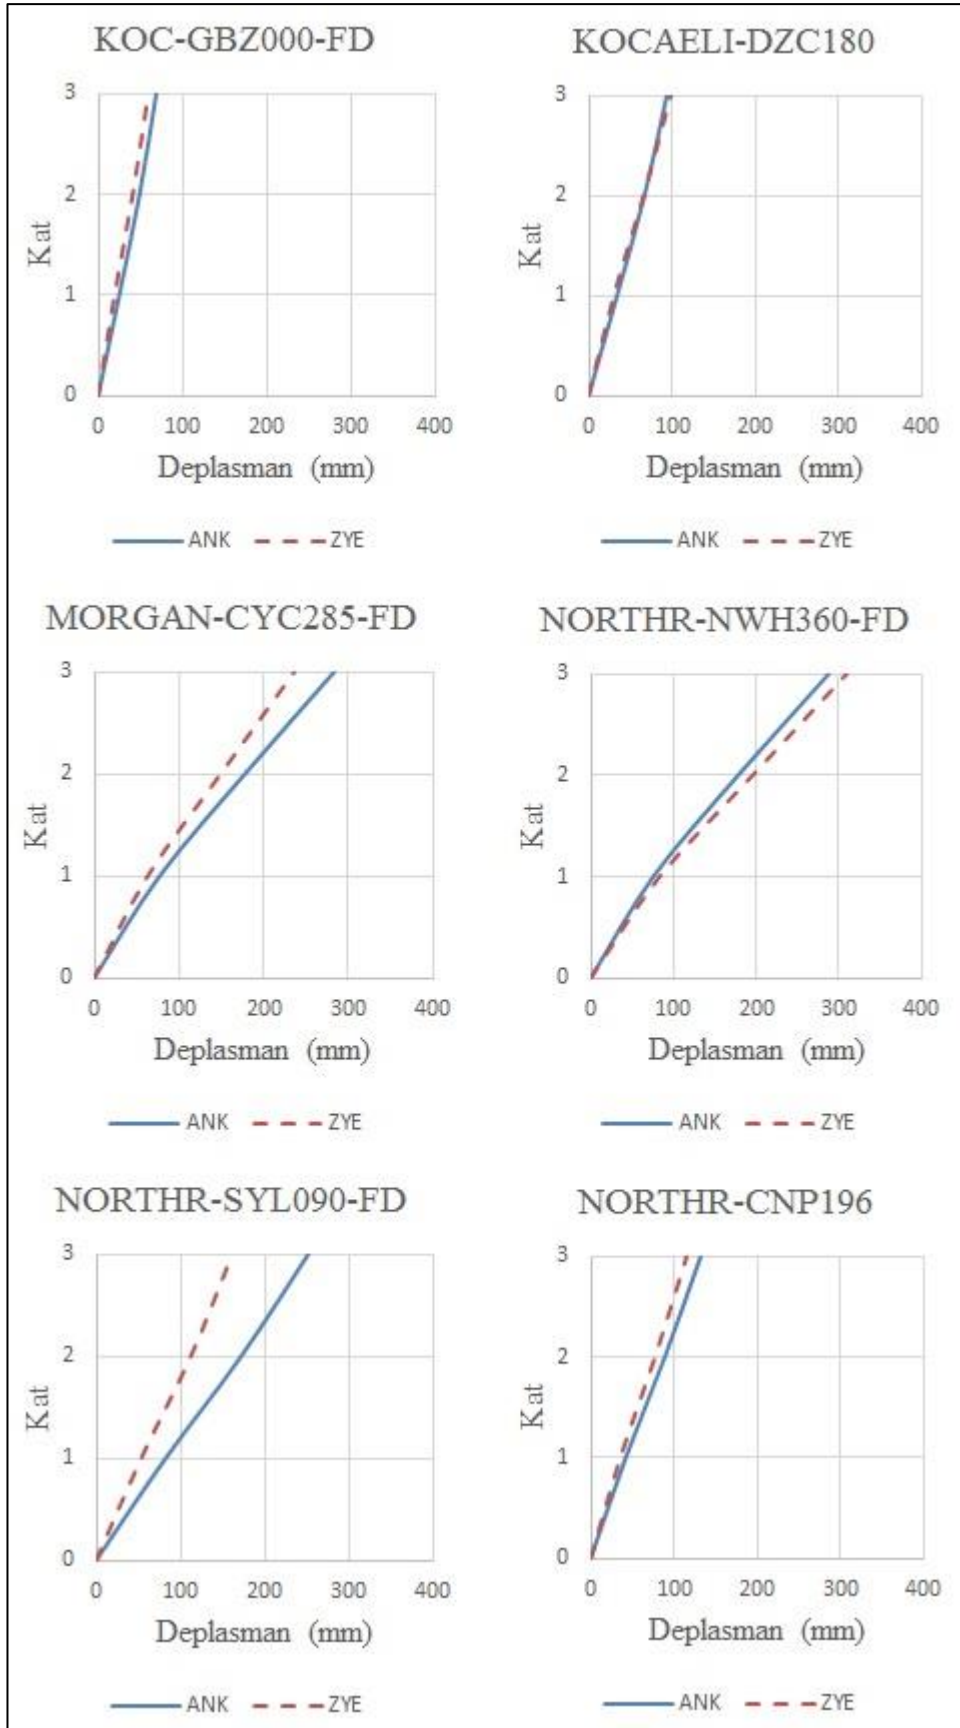 KOC-GBZ000-FD
3
2
1
0
Kat
0 100 200 300 400
Deplasman (mm)
ANK ZYE
KOCAELI-DZC180
3
2
1
0
Kat
0 100 200 300 400
Deplasman (mm)
ANK ZYE
MORGAN-CYC285-FD
3
2
1
0
Kat
0 100 200 300 400
Deplasman (mm)
ANK ZYE
NORTHR-NWH360-FD
3
2
1
0
Kat
0 100 200 300 400
Deplasman (mm)
ANK ZYE
NORTHR-SYL090-FD
3
2
1
0
Kat
0 100 200 300 400
Deplasman (mm)
ANK ZYE
NORTHR-CNP196
3
2
1
0
Kat
0 100 200 300 400
Deplasman (mm)
ANK ZYE